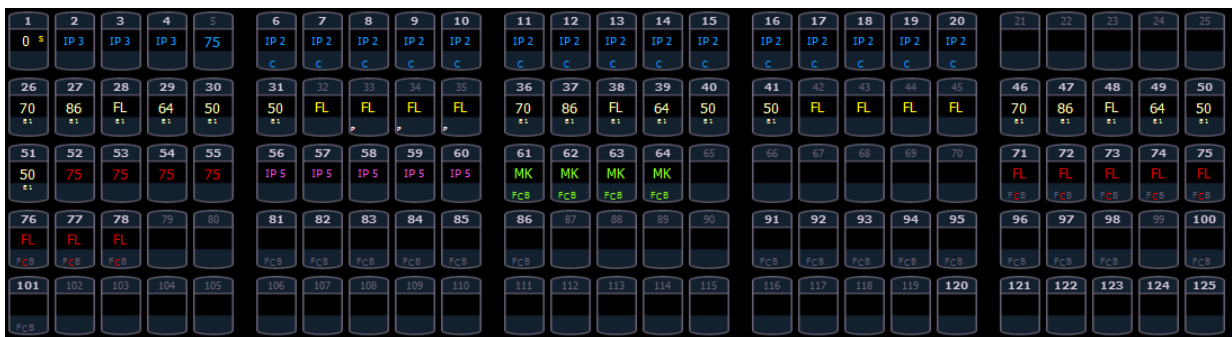 1 2 3 4 5 6 7 8 9 10 11 12 13 14 15 16 17 18 19 20 21 22 23 24 25
0 S IP 3 IP 3 IP 3 75 IP 2 IP 2 IP 2 IP 2 IP 2 IP 2 IP 2 IP 2 IP 2 IP 2 IP 2 IP 2 IP 2 IP 2 IP 2
C C C C C C C C C C C C C C C
26 27 28 29 30 31 32 33 34 35 36 37 38 39 40 41 42 43 44 45 46 47 48 49 50
70 86 FL 64 50 50 FL FL FL FL 70 86 FL 64 50 50 FL FL FL FL 70 86 FL 64 50
P P P
51 52 53 54 55 56 57 58 59 60 61 62 63 64 65 66 67 68 69 70 71 72 73 74 75
50 75 75 75 75 IP 5 IP 5 IP 5 IP 5 IP 5 MK MK MK MK FL FL FL FL FL
FCB FCB FCB FCB FCB FCB FCB FCB FCB
76 77 78 79 80 81 82 83 84 85 86 87 88 89 90 91 92 93 94 95 96 97 98 99 100
FL FL FL
FCB FCB FCB FCB FCB FCB FCB FCB FCB FCB FCB FCB FCB FCB FCB FCB FCB FCB
101 102 103 104 105 106 107 108 109 110 111 112 113 114 115 116 117 118 119 120 121 122 123 124 125
FCB